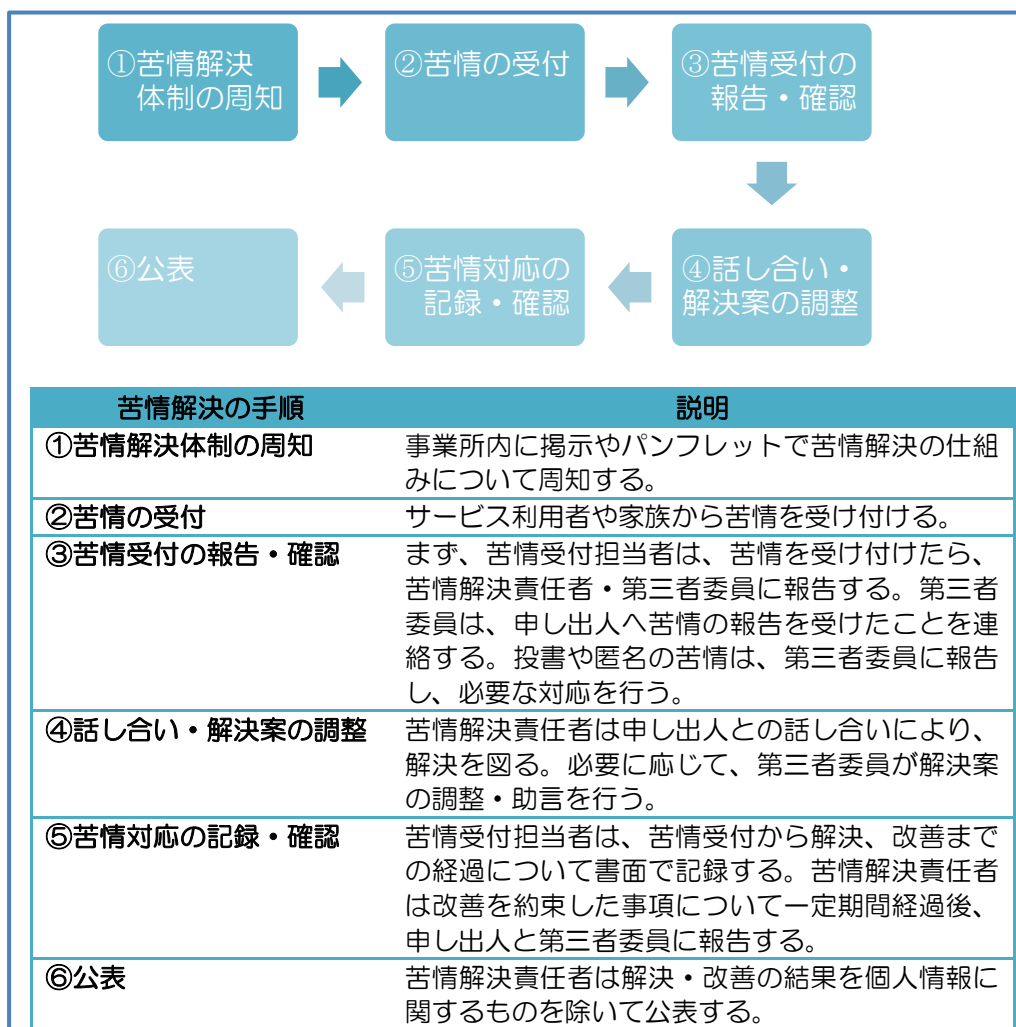 ①苦情解決
体制の周知
②苦情の受付
③苦情受付の
報告・確認
④話し合い・
解決案の調整
⑤苦情対応の
記録・確認
⑥公表
苦情解決の手順
説明
①苦情解決体制の周知
事業所内に掲示やパンフレットで苦情解決の仕組
みについて周知する。
②苦情の受付
サービス利用者や家族から苦情を受け付ける。
③苦情受付の報告・確認
まず、苦情受付担当者は、苦情を受け付けたら、
苦情解決責任者・第三者委員に報告する。第三者
委員は、申し出人へ苦情の報告を受けたことを連
絡する。投書や匿名の苦情は、第三者委員に報告
し、必要な対応を行う。
④話し合い・解決案の調整
苦情解決責任者は申し出人との話し合いにより、
解決を図る。必要に応じて、第三者委員が解決案
の調整・助言を行う。
⑤苦情対応の記録・確認
苦情受付担当者は、苦情受付から解決、改善まで
の経過について書面で記録する。苦情解決責任者
は改善を約束した事項について一定期間経過後、
申し出人と第三者委員に報告する。
⑥公表
苦情解決責任者は解決・改善の結果を個人情報に
関するものを除いて公表する。